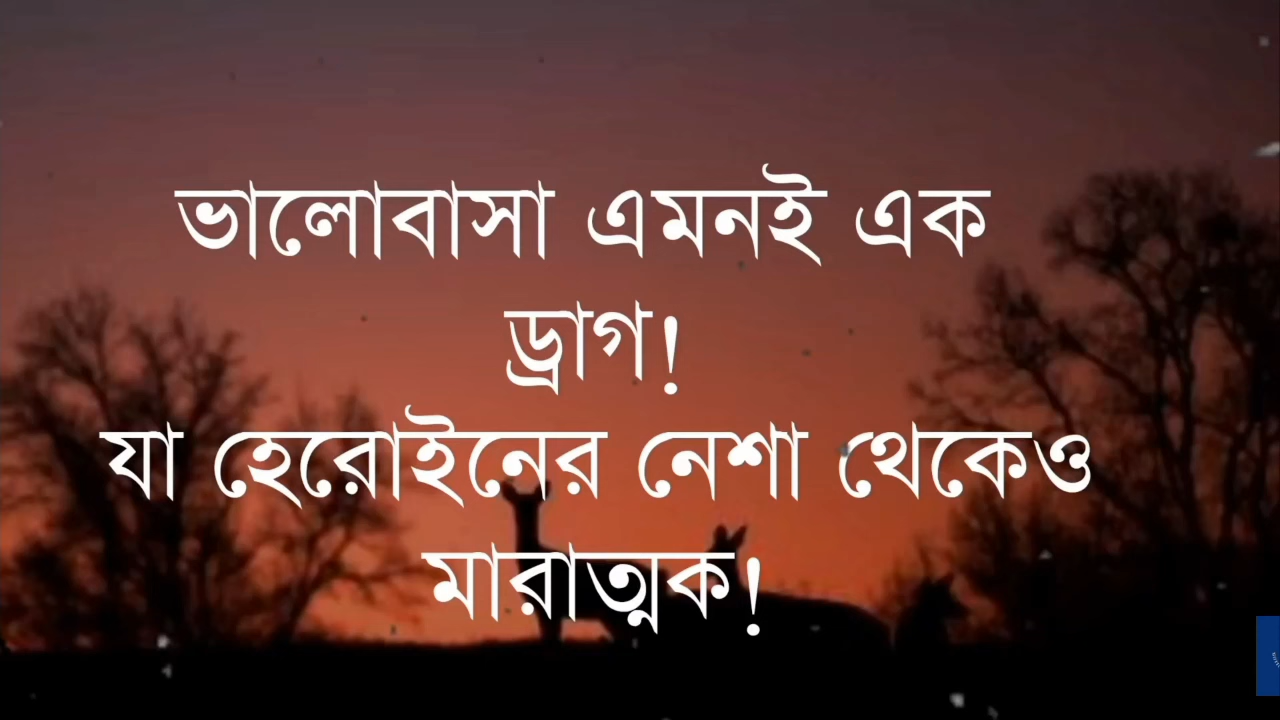 ভালোবাসা এমনই এক
ড্রাগ!
যা হেরোইনের নেশা থেকেও
মারাত্মক!